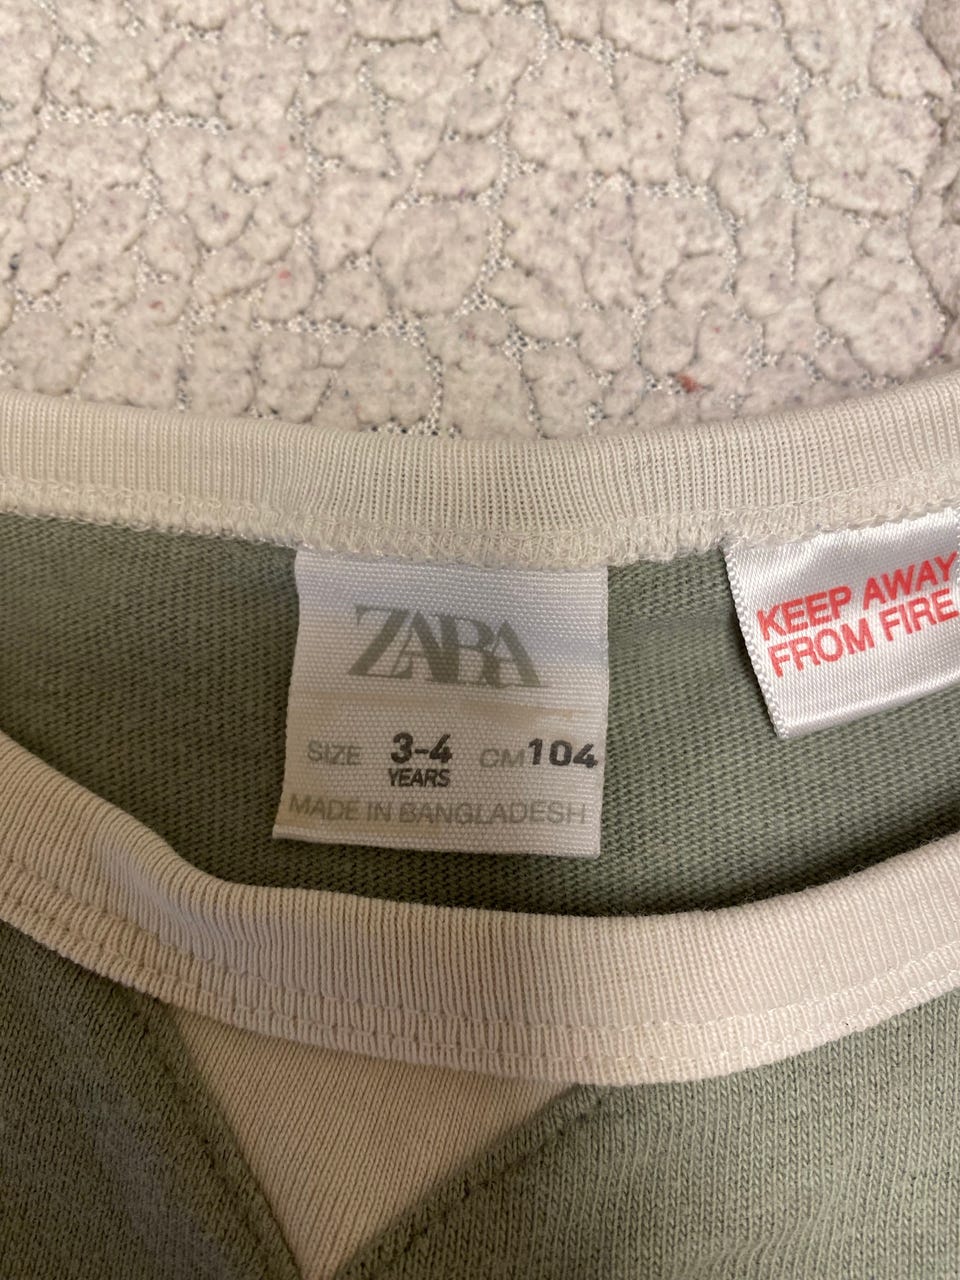 ZARA
SIZE 3-4 CM 104
YEARS
MADE IN BANGLADESH
KEEP AWAY
FROM FIRE